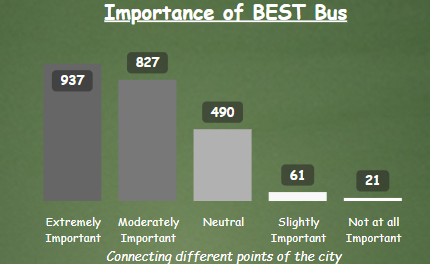 Importance of BEST Bus
937
827
490
61
21
Extremely
Important
Moderately
Important
Neutral
Slightly
Important
Not at all
Important
Connecting different points of the city